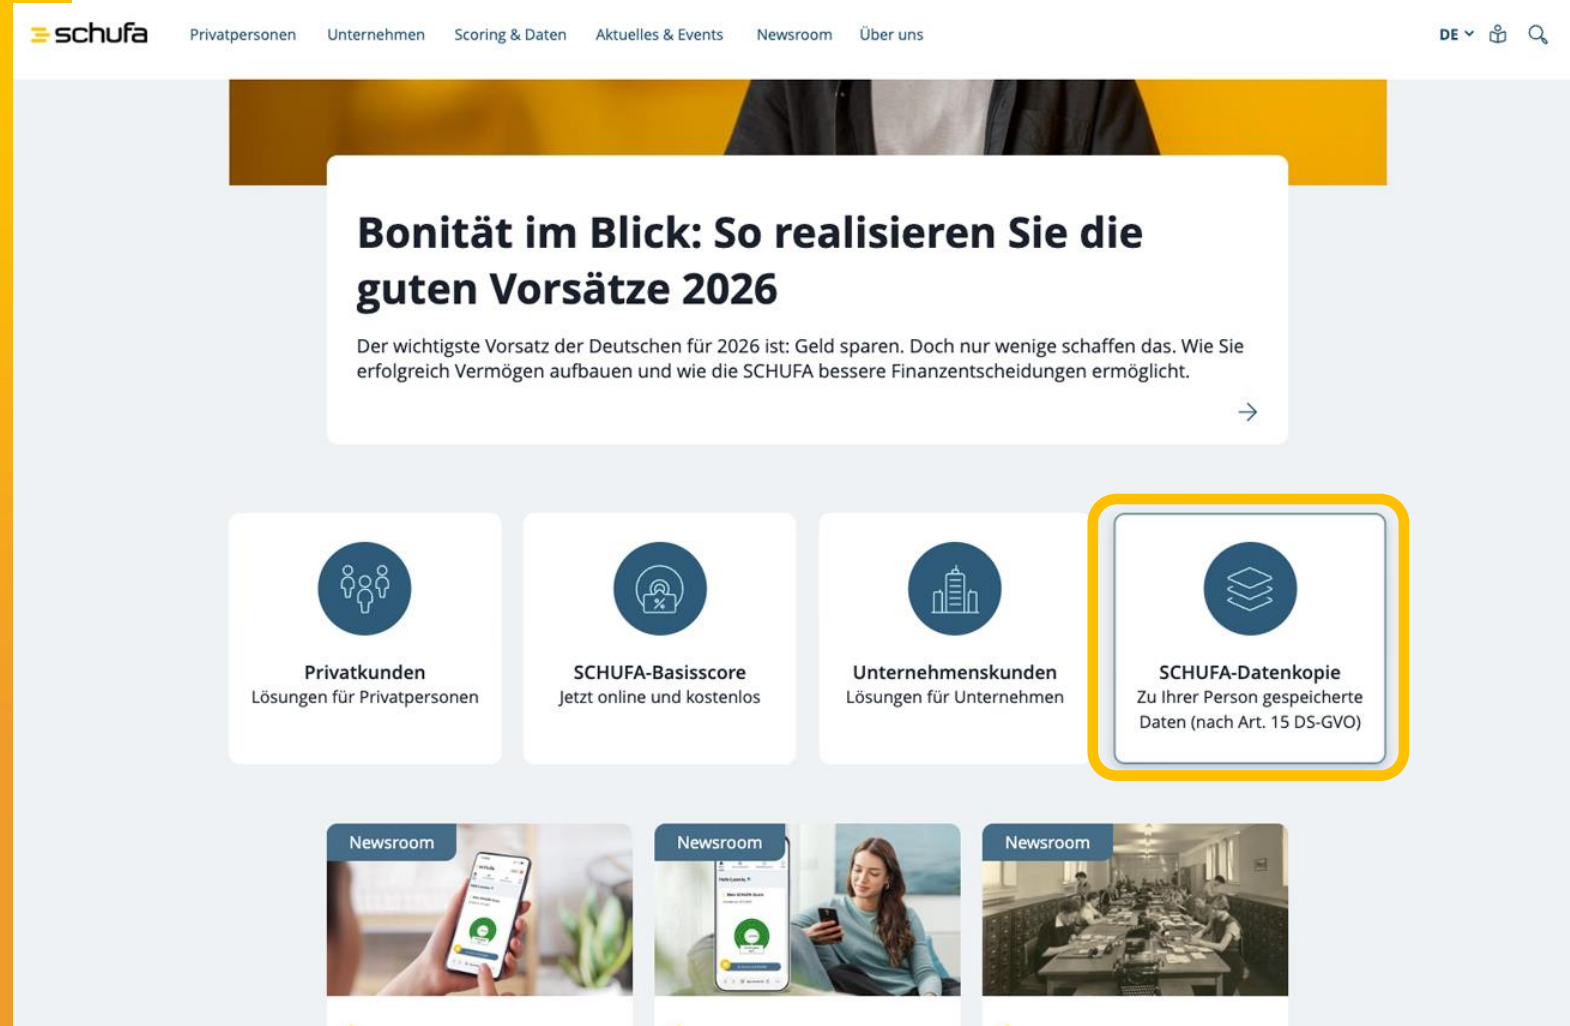 schufa
Privatpersonen
Unternehmen
Scoring & Daten
Aktuelles & Events
Newsroom
Über uns
DE
Bonität im Blick: So realisieren Sie die
guten Vorsätze 2026
Der wichtigste Vorsatz der Deutschen für 2026 ist: Geld sparen. Doch nur wenige schaffen das. Wie Sie
erfolgreich Vermögen aufbauen und wie die SCHUFA bessere Finanzentscheidungen ermöglicht.
%
Privatkunden
Lösungen für Privatpersonen
SCHUFA-Basisscore
Jetzt online und kostenlos
Unternehmenskunden
Lösungen für Unternehmen
SCHUFA-Datenkopie
Zu Ihrer Person gespeicherte
Daten (nach Art. 15 DS-GVO)
Newsroom
schufa
Newsroom
Newsroom